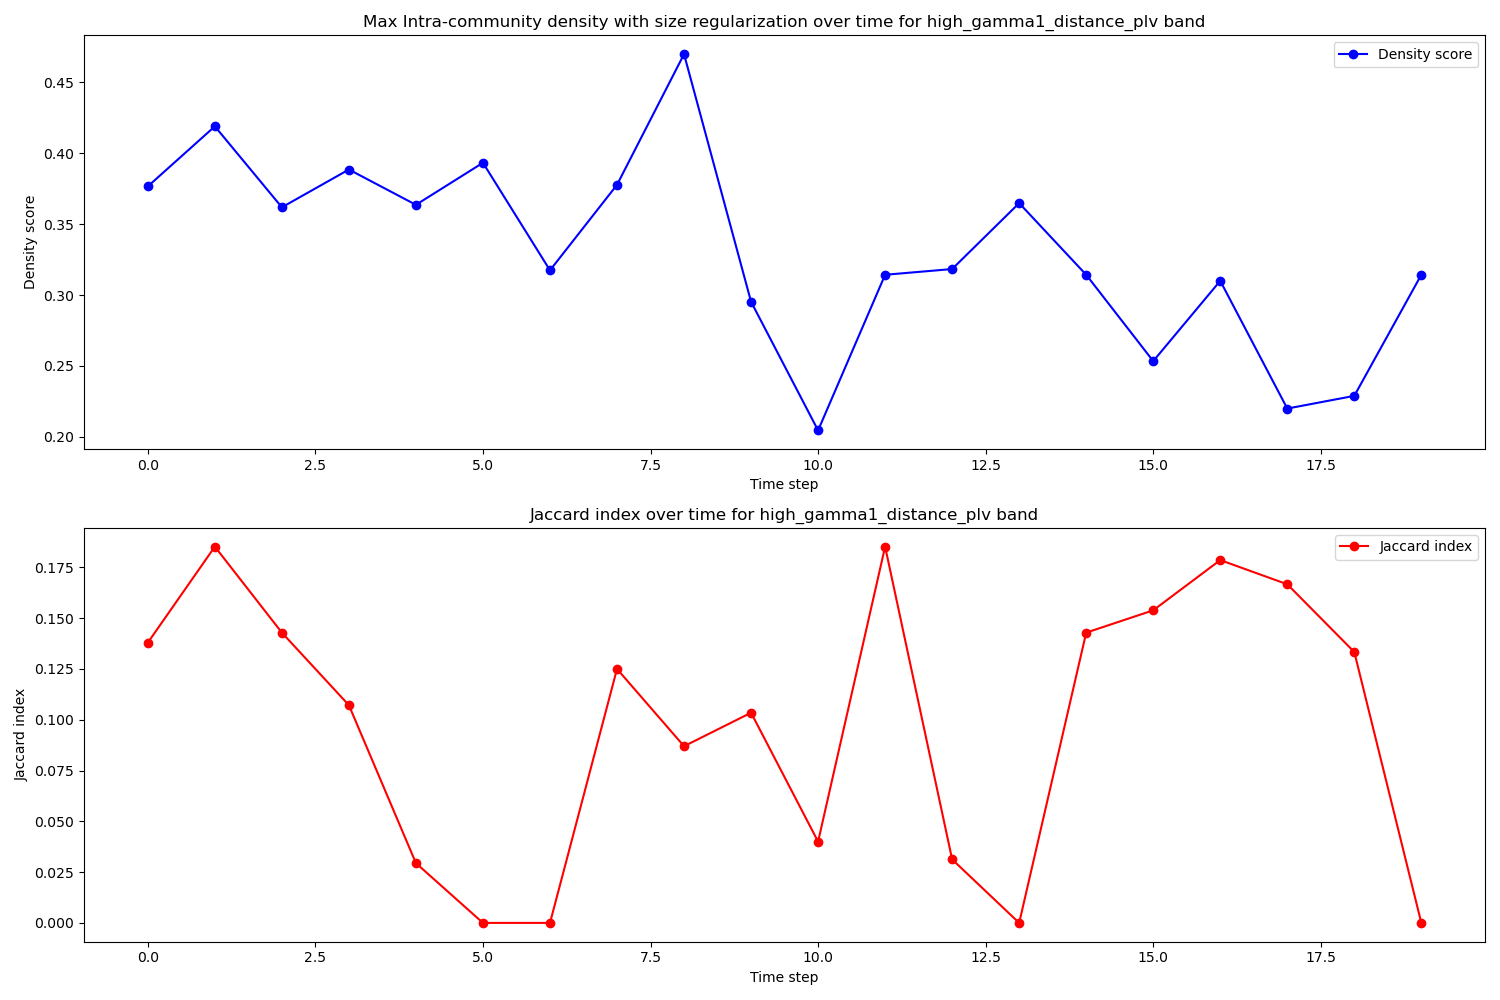 Max Intra-community density with size regularization over time for high_gamma1_distance_plv band
Density score
0.45
0.40
0.35
0.30
0.25
0.20
Density score
0.0 2.5 5.0 7.5 10.0 12.5 15.0 17.5
Time step
Jaccard index over time for high_gamma1_distance_plv band
Jaccard index
0.175
0.150
0.125
0.100
0.075
0.050
0.025
0.000
Jaccard index
0.0 2.5 5.0 7.5 10.0 12.5 15.0 17.5
Time step